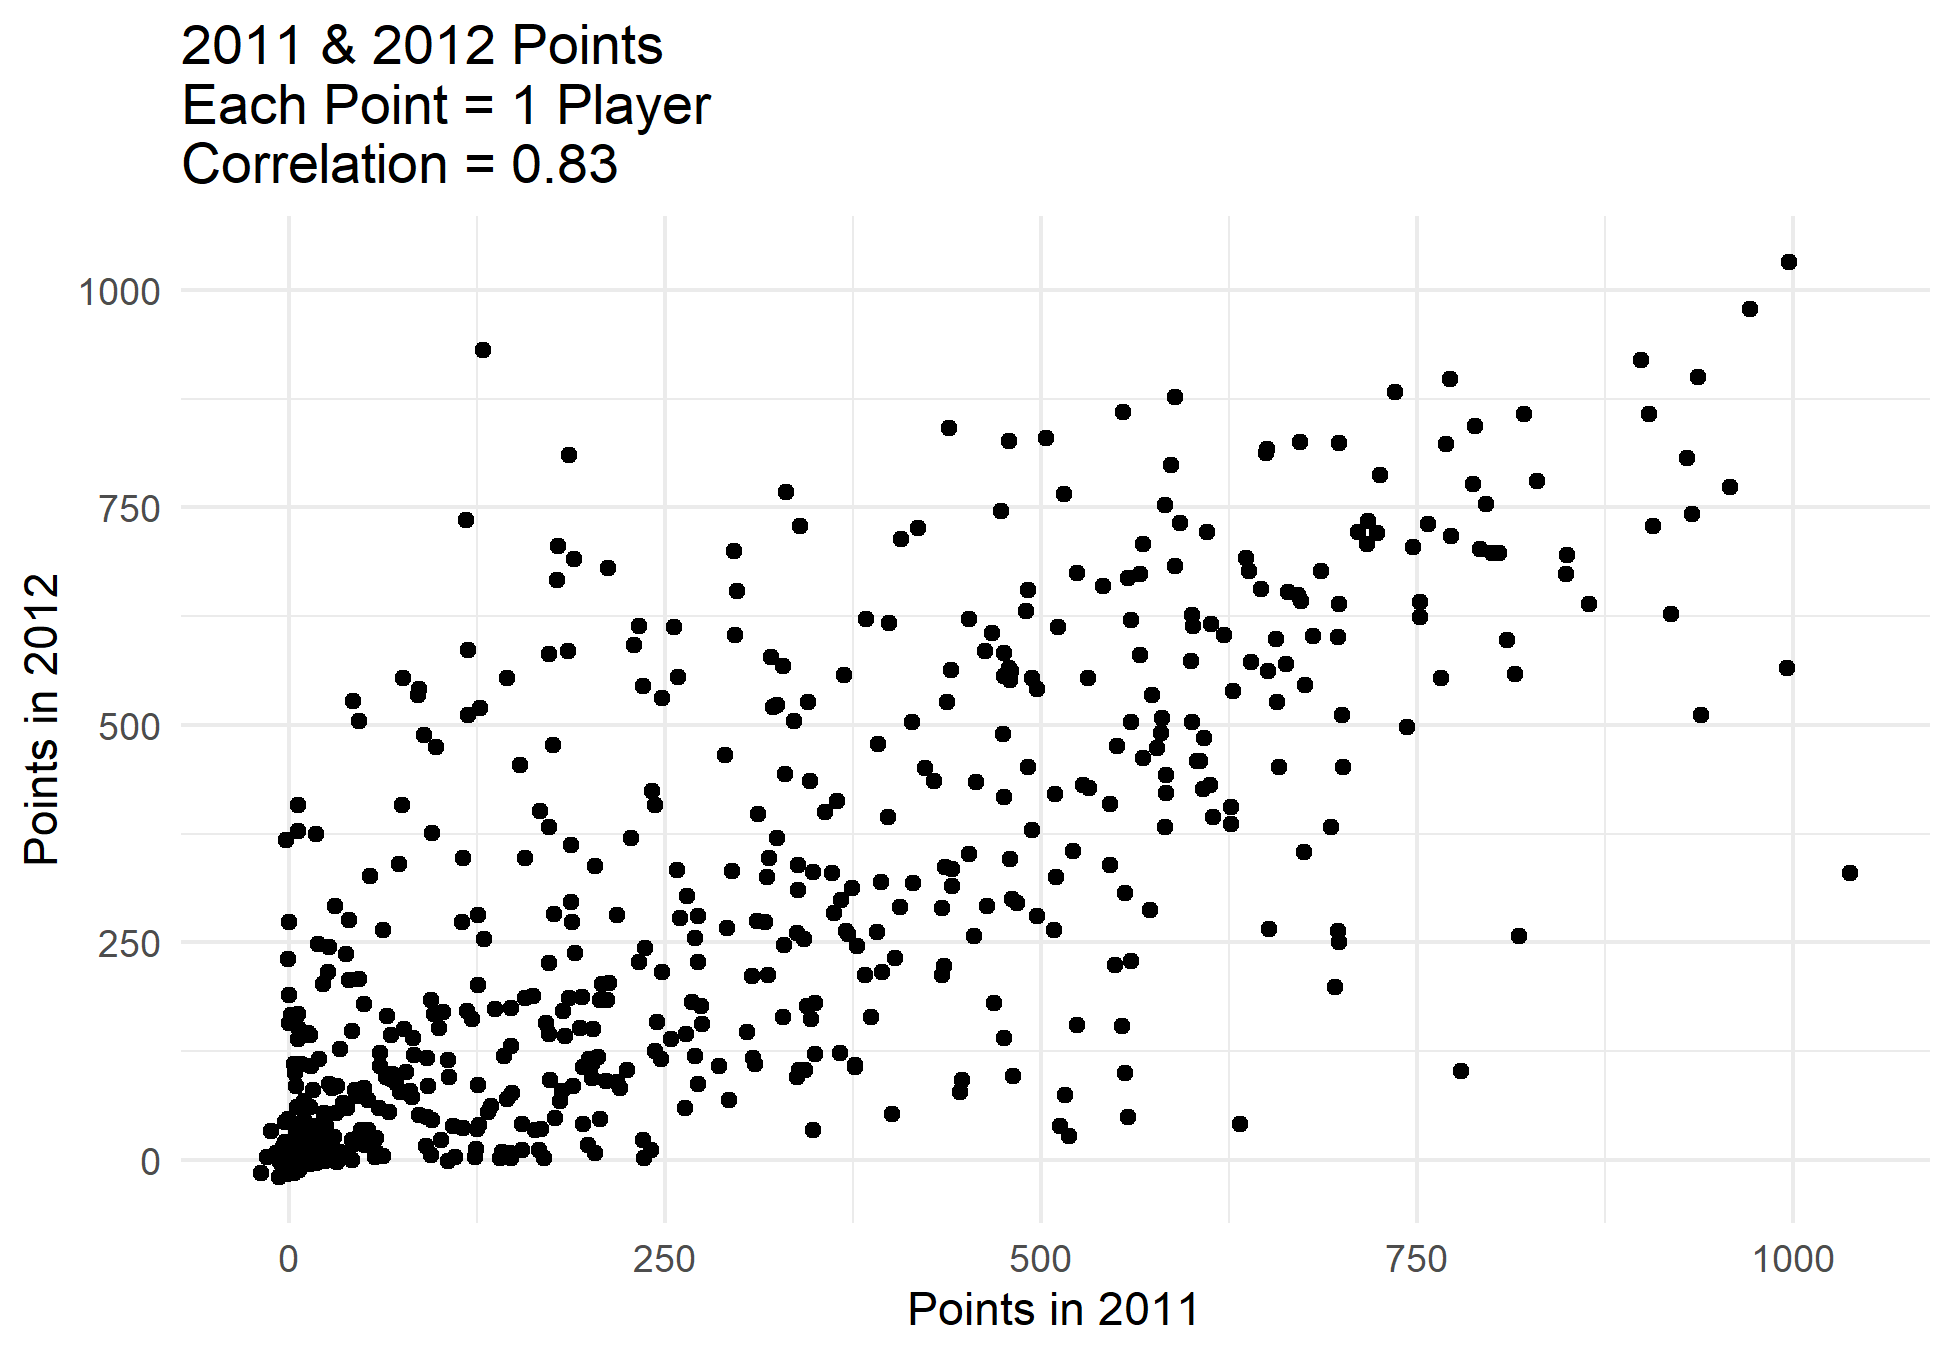 2011 & 2012 Points
Each Point = 1 Player
Correlation = 0.83
1000
750
500
250
0
Points in 2012
0
250
500
750
1000
Points in 2011